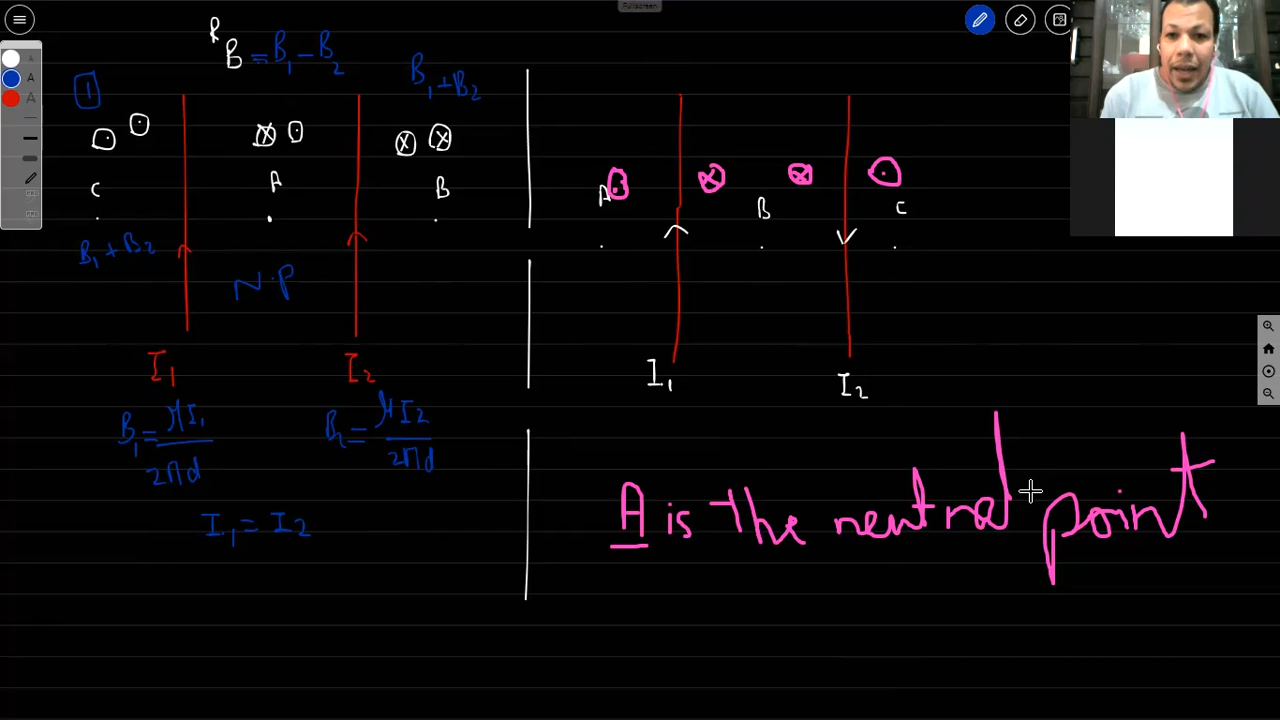 Fullscreen
R
B = B₁ - B₂
B₁ + B₂
1
A
A
A
C
A
B
B₁ + B₂
N.P
I₁
I₂
B₁ = μI₁ / 2πd
B₂ = μI₂ / 2πd
I₁ = I₂
A
B
C
I₁
I₂
A is the neutral point